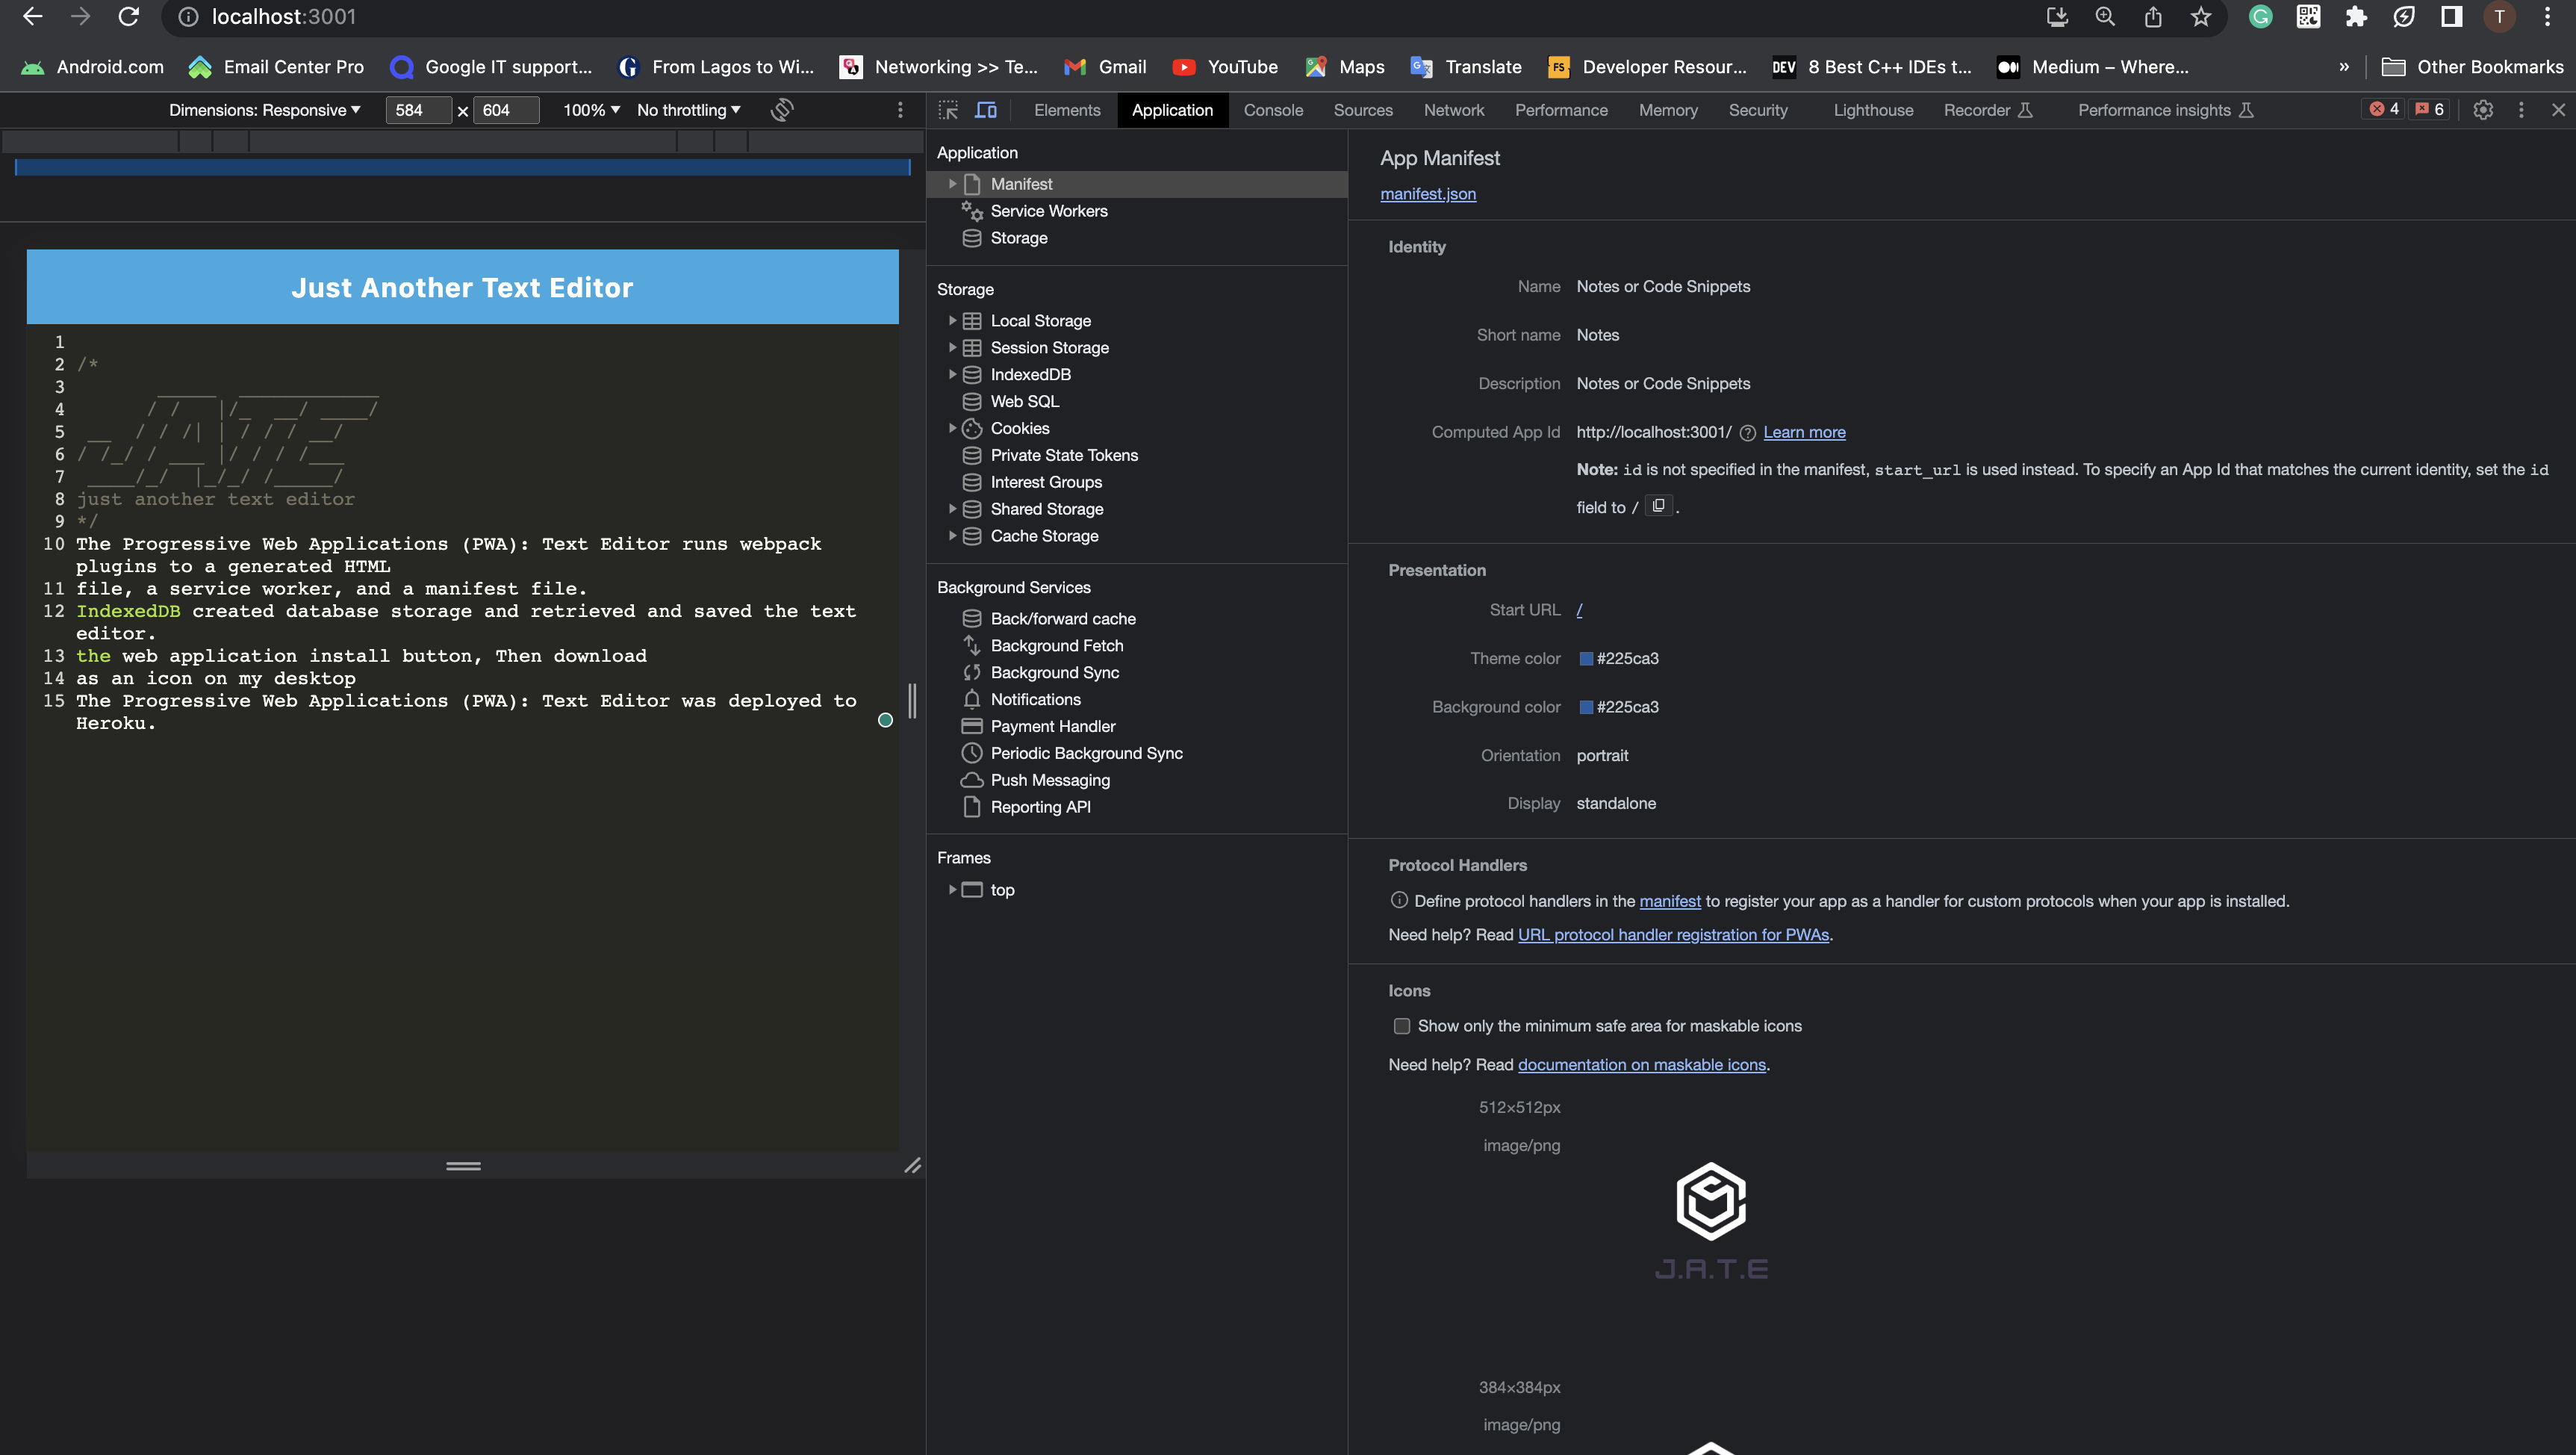 localhost:3001
Android.com
Email Center Pro
Google IT support...
From Lagos to Wi...
Networking >> Te...
Gmail
YouTube
Maps
Translate
Developer Resour...
DEV 8 Best C++ IDEs t...
Medium – Where...
»
Other Bookmarks
Dimensions: Responsive 584 × 604 100% No throttling
Elements Application Console Sources Network Performance Memory Security Lighthouse Recorder Performance insights 4 6
T
FS
Just Another Text Editor
1
2 /*
3
4
5
6
7
8 just another text editor
9 */
10 The Progressive Web Applications (PWA): Text Editor runs webpack
plugins to a generated HTML
11 file, a service worker, and a manifest file.
12 IndexedDB created database storage and retrieved and saved the text
editor.
13 the web application install button, Then download
14 as an icon on my desktop
15 The Progressive Web Applications (PWA): Text Editor was deployed to
Heroku.
Application
Manifest
Service Workers
Storage
Storage
Local Storage
Session Storage
IndexedDB
Web SQL
Cookies
Private State Tokens
Interest Groups
Shared Storage
Cache Storage
Background Services
Back/forward cache
Background Fetch
Background Sync
Notifications
Payment Handler
Periodic Background Sync
Push Messaging
Reporting API
Frames
top
App Manifest
manifest.json
Identity
Name Notes or Code Snippets
Short name Notes
Description Notes or Code Snippets
Computed App Id http://localhost:3001/ Learn more
Note: id is not specified in the manifest, start_url is used instead. To specify an App Id that matches the current identity, set the id
field to / .
Presentation
Start URL /
Theme color #225ca3
Background color #225ca3
Orientation portrait
Display standalone
Protocol Handlers
Define protocol handlers in the manifest to register your app as a handler for custom protocols when your app is installed.
Need help? Read URL protocol handler registration for PWAs.
Icons
Show only the minimum safe area for maskable icons
Need help? Read documentation on maskable icons.
512×512px
image/png
J.A.T.E
384×384px
image/png